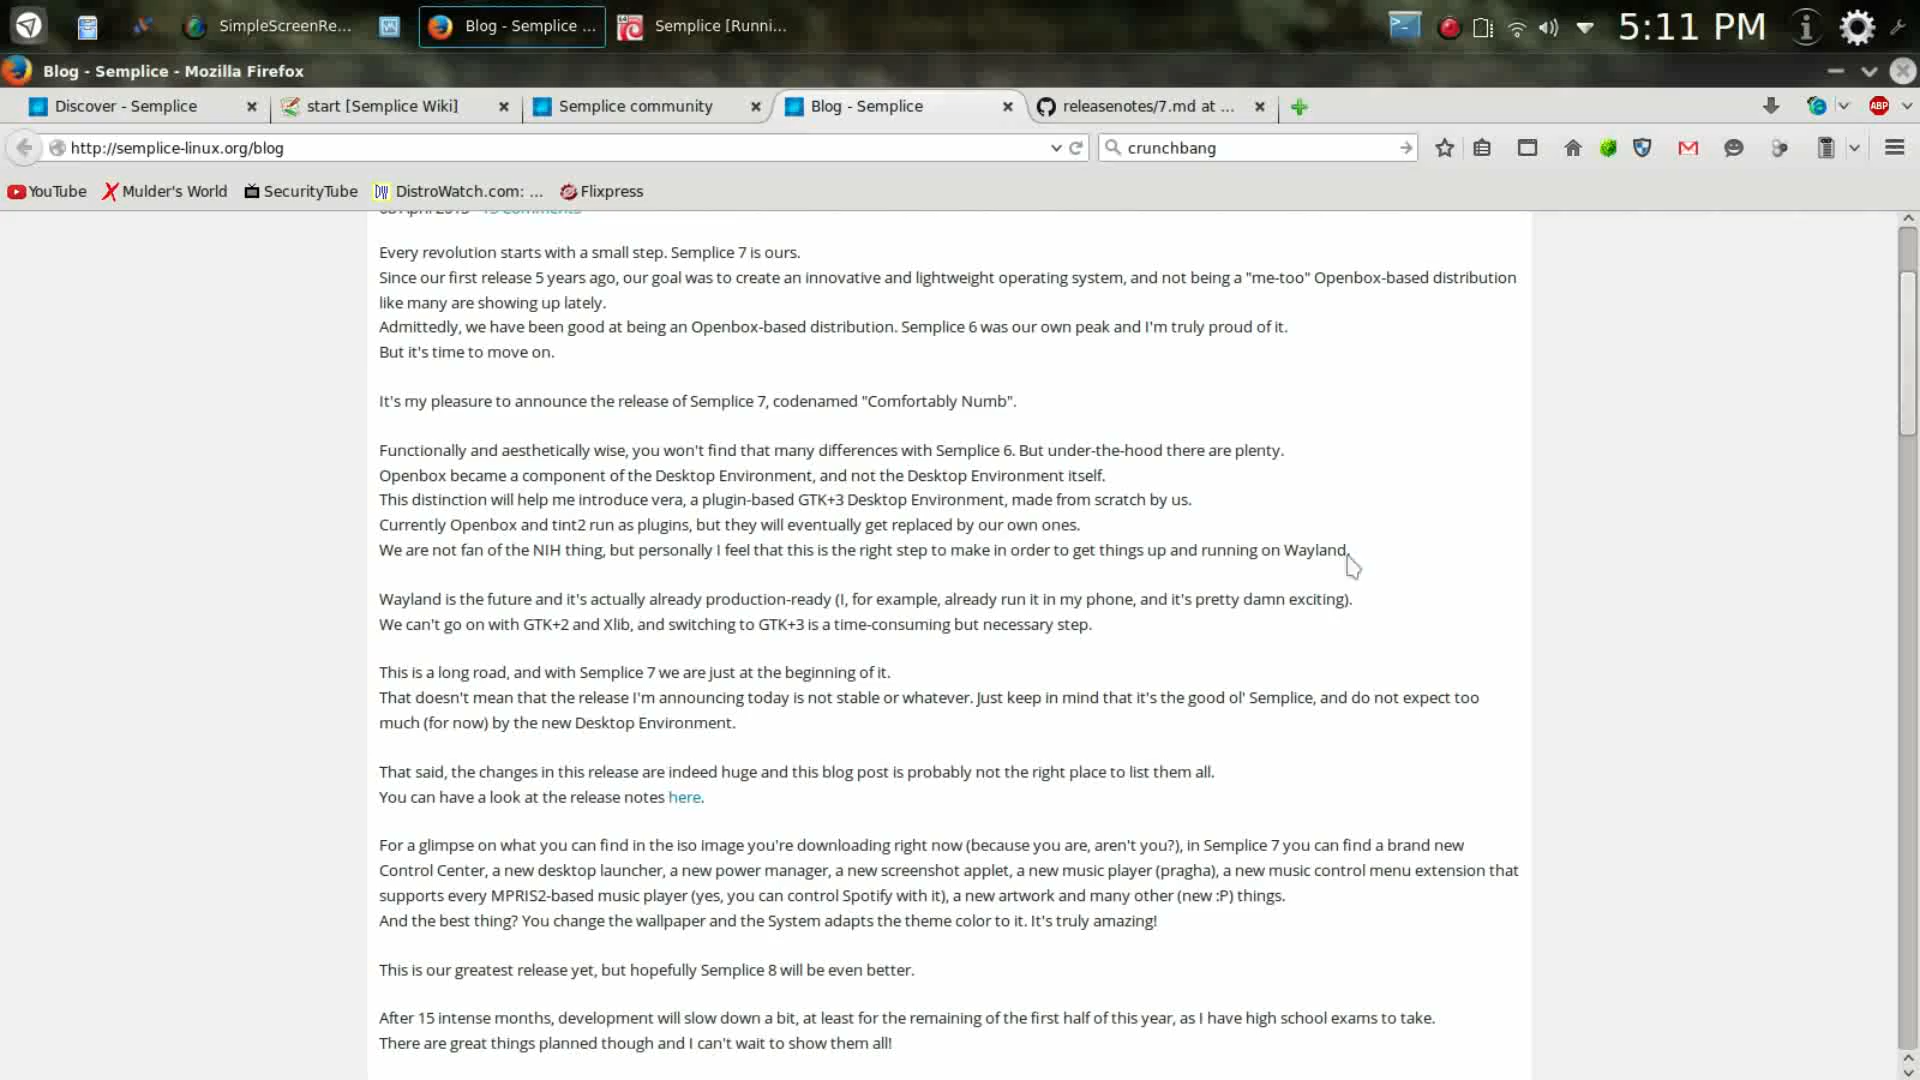 SimpleScreenRe...
Blog - Semplice ...
Semplice [Runni...
5:11 PM
Blog - Semplice - Mozilla Firefox
Discover - Semplice
start [Semplice Wiki]
Semplice community
Blog - Semplice
releasenotes/7.md at ...
ABP
http://semplice-linux.org/blog
crunchbang
YouTube
Mulder's World
SecurityTube
DW
DistroWatch.com: ...
Flixpress
Every revolution starts with a small step. Semplice 7 is ours.
Since our first release 5 years ago, our goal was to create an innovative and lightweight operating system, and not being a "me-too" Openbox-based distribution
like many are showing up lately.
Admittedly, we have been good at being an Openbox-based distribution. Semplice 6 was our own peak and I'm truly proud of it.
But it's time to move on.
It's my pleasure to announce the release of Semplice 7, codenamed "Comfortably Numb".
Functionally and aesthetically wise, you won't find that many differences with Semplice 6. But under-the-hood there are plenty.
Openbox became a component of the Desktop Environment, and not the Desktop Environment itself.
This distinction will help me introduce vera, a plugin-based GTK+3 Desktop Environment, made from scratch by us.
Currently Openbox and tint2 run as plugins, but they will eventually get replaced by our own ones.
We are not fan of the NIH thing, but personally I feel that this is the right step to make in order to get things up and running on Wayland.
Wayland is the future and it's actually already production-ready (I, for example, already run it in my phone, and it's pretty damn exciting).
We can't go on with GTK+2 and Xlib, and switching to GTK+3 is a time-consuming but necessary step.
This is a long road, and with Semplice 7 we are just at the beginning of it.
That doesn't mean that the release I'm announcing today is not stable or whatever. Just keep in mind that it's the good ol' Semplice, and do not expect too
much (for now) by the new Desktop Environment.
That said, the changes in this release are indeed huge and this blog post is probably not the right place to list them all.
You can have a look at the release notes here.
For a glimpse on what you can find in the iso image you're downloading right now (because you are, aren't you?), in Semplice 7 you can find a brand new
Control Center, a new desktop launcher, a new power manager, a new screenshot applet, a new music player (pragha), a new music control menu extension that
supports every MPRIS2-based music player (yes, you can control Spotify with it), a new artwork and many other (new :P) things.
And the best thing? You change the wallpaper and the System adapts the theme color to it. It's truly amazing!
This is our greatest release yet, but hopefully Semplice 8 will be even better.
After 15 intense months, development will slow down a bit, at least for the remaining of the first half of this year, as I have high school exams to take.
There are great things planned though and I can't wait to show them all!